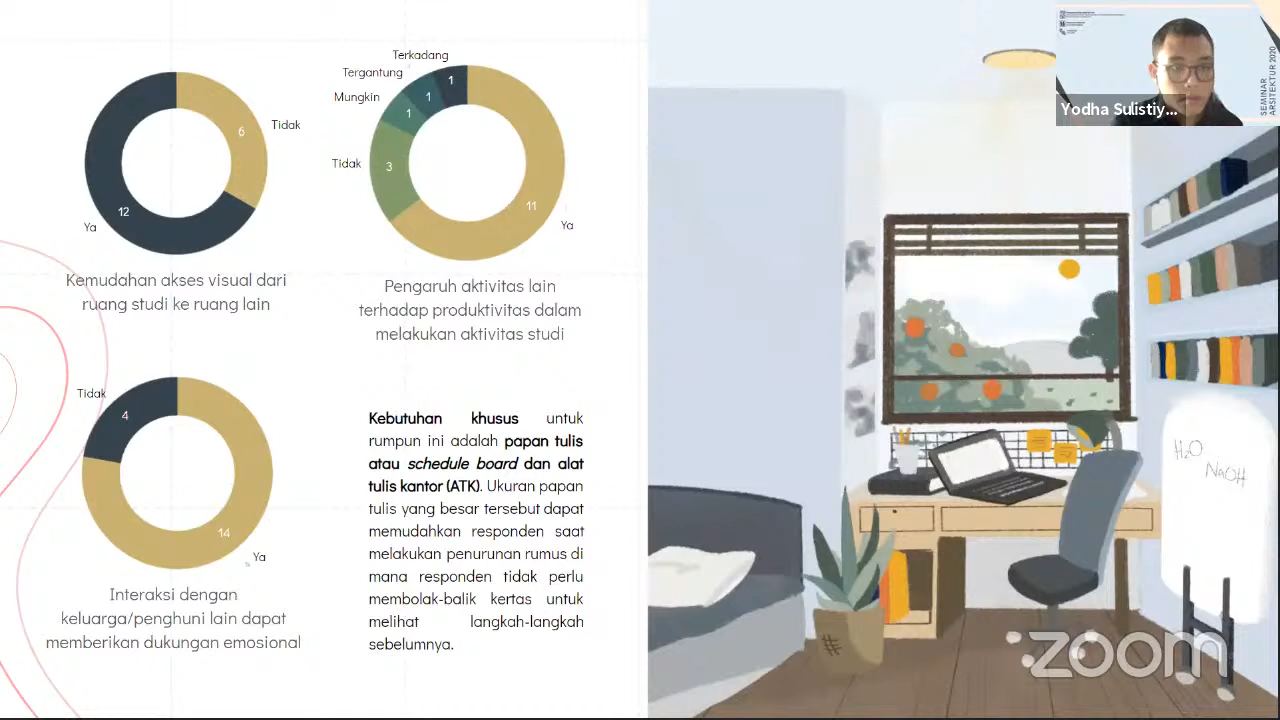 Tidak
6
12
Ya
Kemudahan akses visual dari
ruang studi ke ruang lain
Terkadang
Tergantung
Mungkin
Tidak
1
1
1
3
11
Ya
Pengaruh aktivitas lain
terhadap produktivitas dalam
melakukan aktivitas studi
Tidak
4
14
Ya
Interaksi dengan
keluarga/penghuni lain dapat
memberikan dukungan emosional
Kebutuhan khusus untuk
rumpun ini adalah papan tulis
atau schedule board dan alat
tulis kantor (ATK). Ukuran papan
tulis yang besar tersebut dapat
memudahkan responden saat
melakukan penurunan rumus di
mana responden tidak perlu
membolak-balik kertas untuk
melihat langkah-langkah
sebelumnya.
Yodha Sulistiy...
SEMINAR
ARSITEKTUR 2020
H₂O
NaOH
zoom